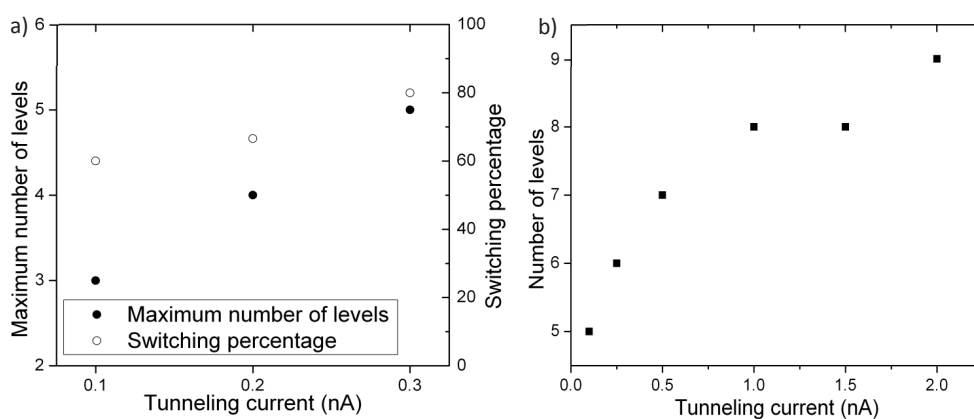 a)
Maximum number of levels
6
5
4
3
2
100
80
60
40
20
0
Switching percentage
Maximum number of levels
Switching percentage
0.1 0.2 0.3
Tunneling current (nA)
b)
Number of levels
9
8
7
6
5
0.0 0.5 1.0 1.5 2.0
Tunneling current (nA)